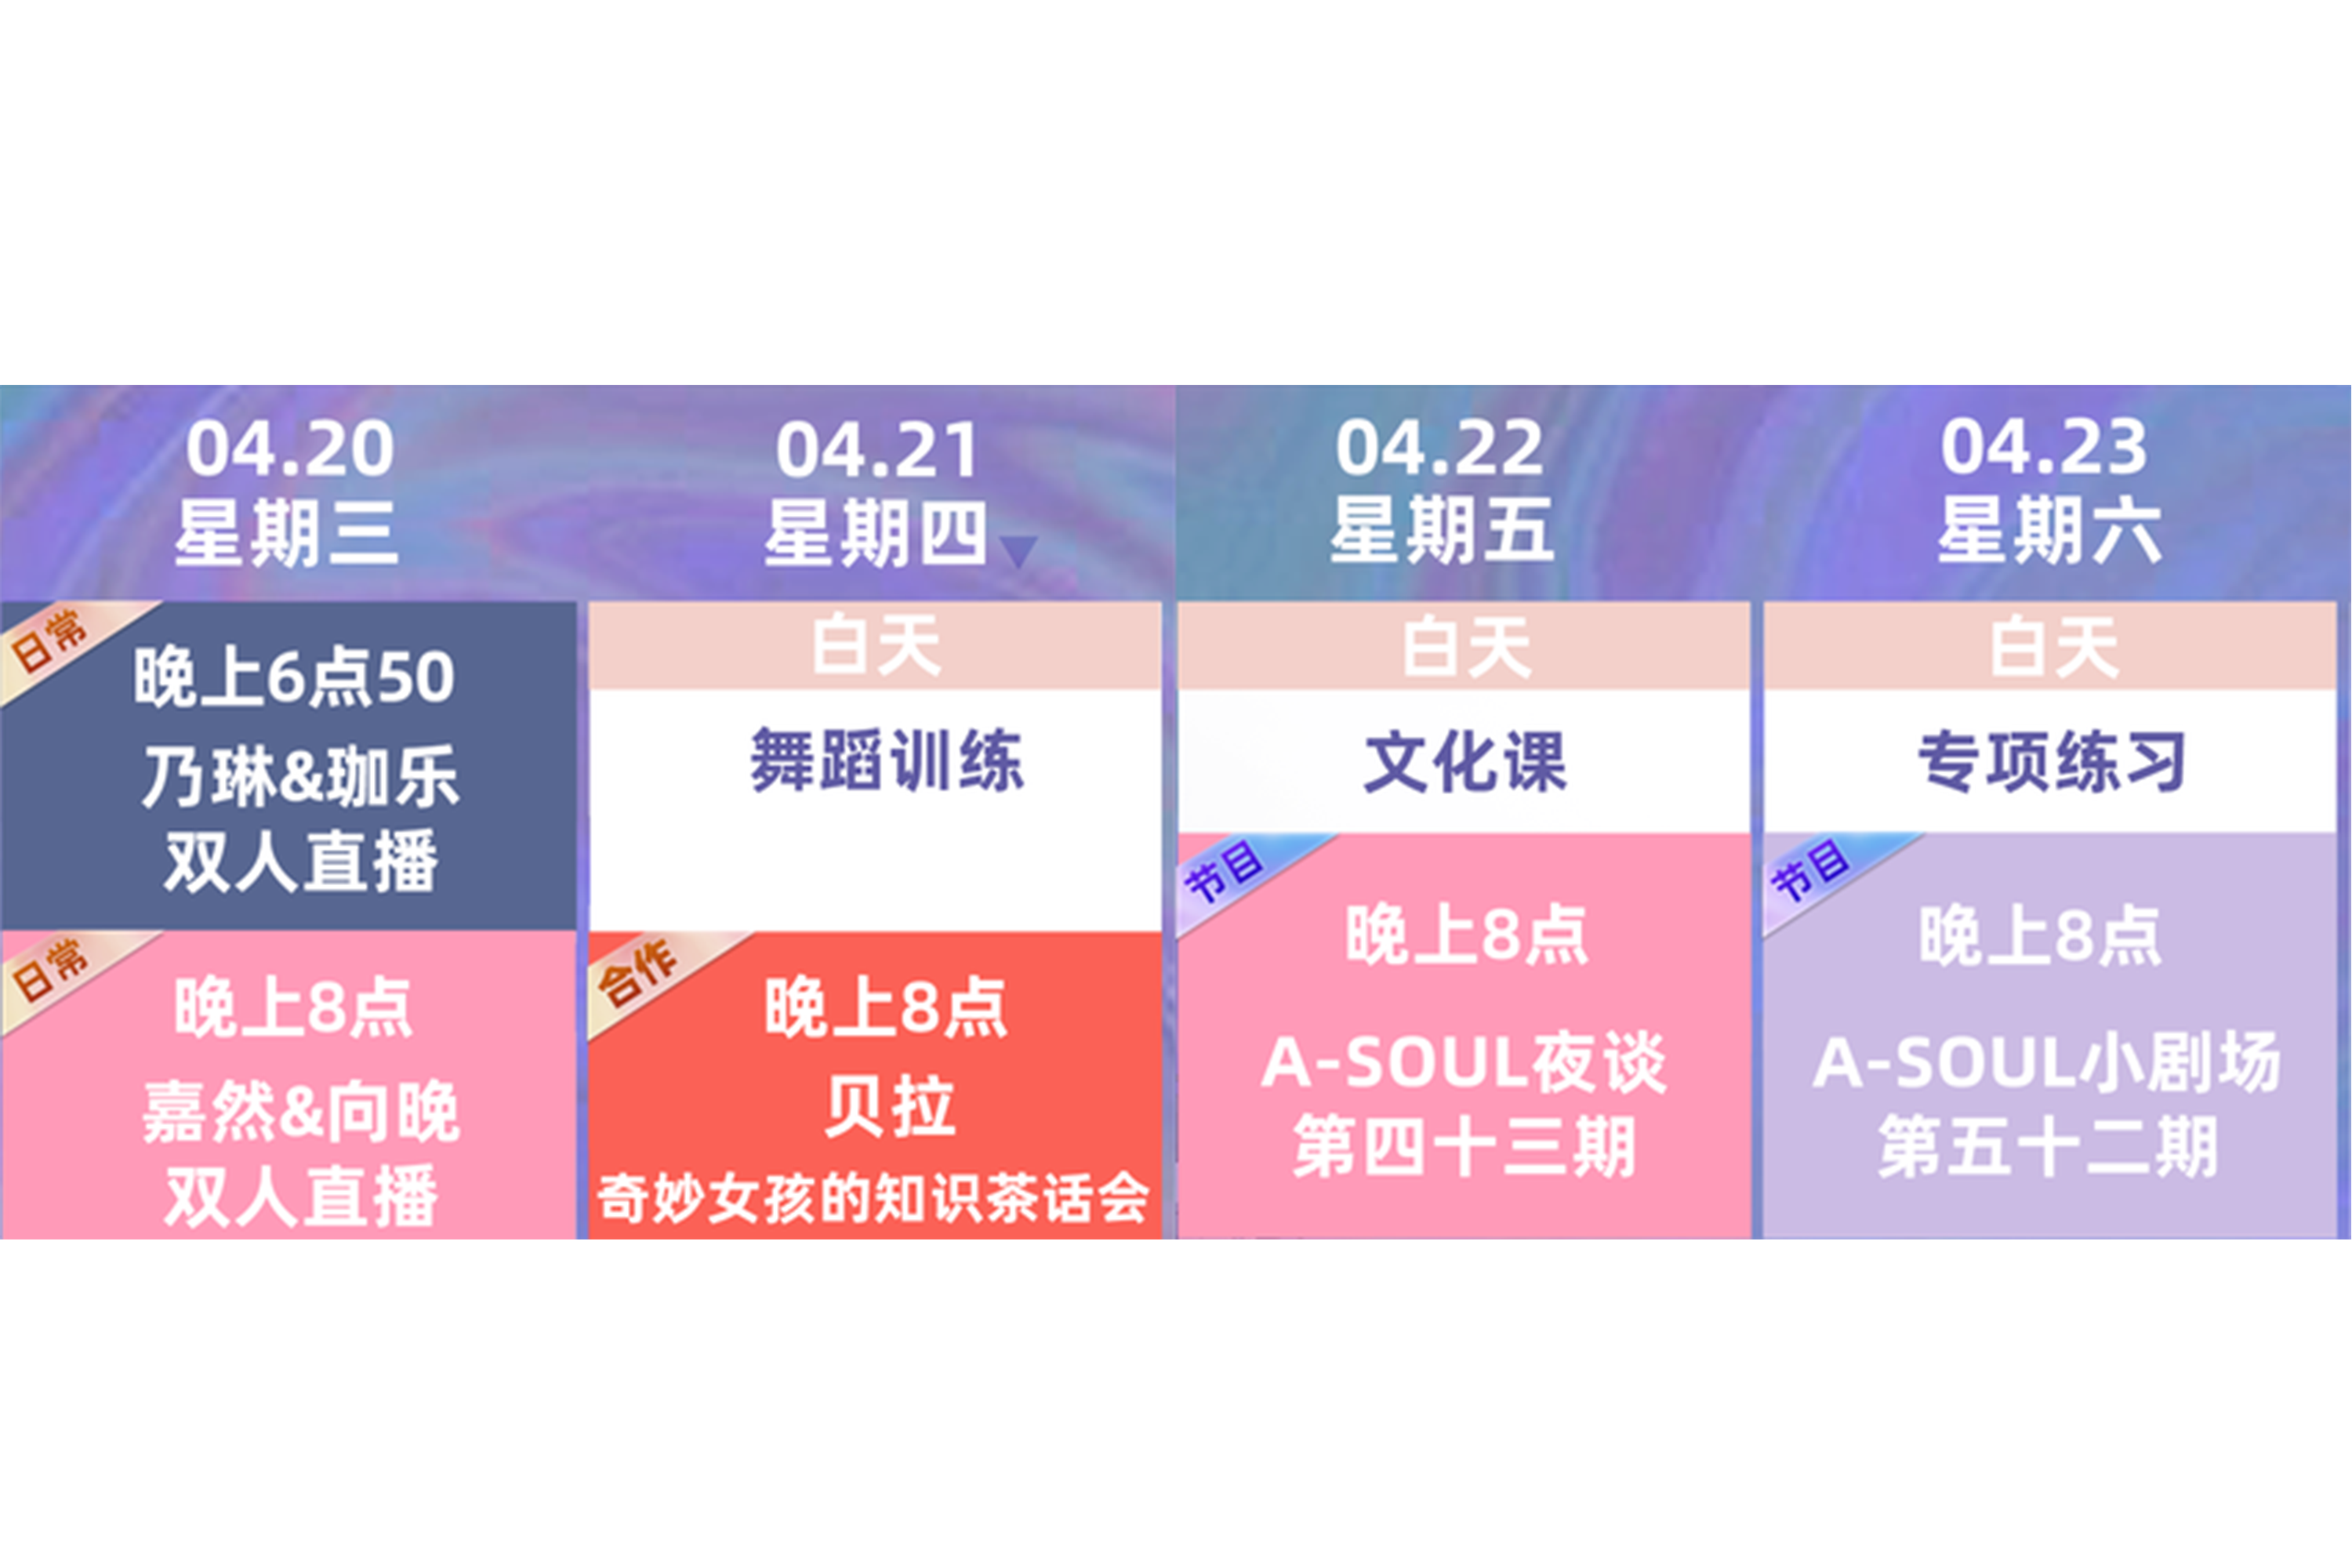 04.20
星期三
日常
晚上6点50
乃琳&珈乐
双人直播
日常
晚上8点
嘉然&向晚
双人直播
04.21
星期四
白天
舞蹈训练
合作
晚上8点
贝拉
奇妙女孩的知识茶话会
04.22
星期五
白天
文化课
节目
晚上8点
A-SOUL夜谈
第四十三期
04.23
星期六
白天
专项练习
节目
晚上8点
A-SOUL小剧场
第五十二期